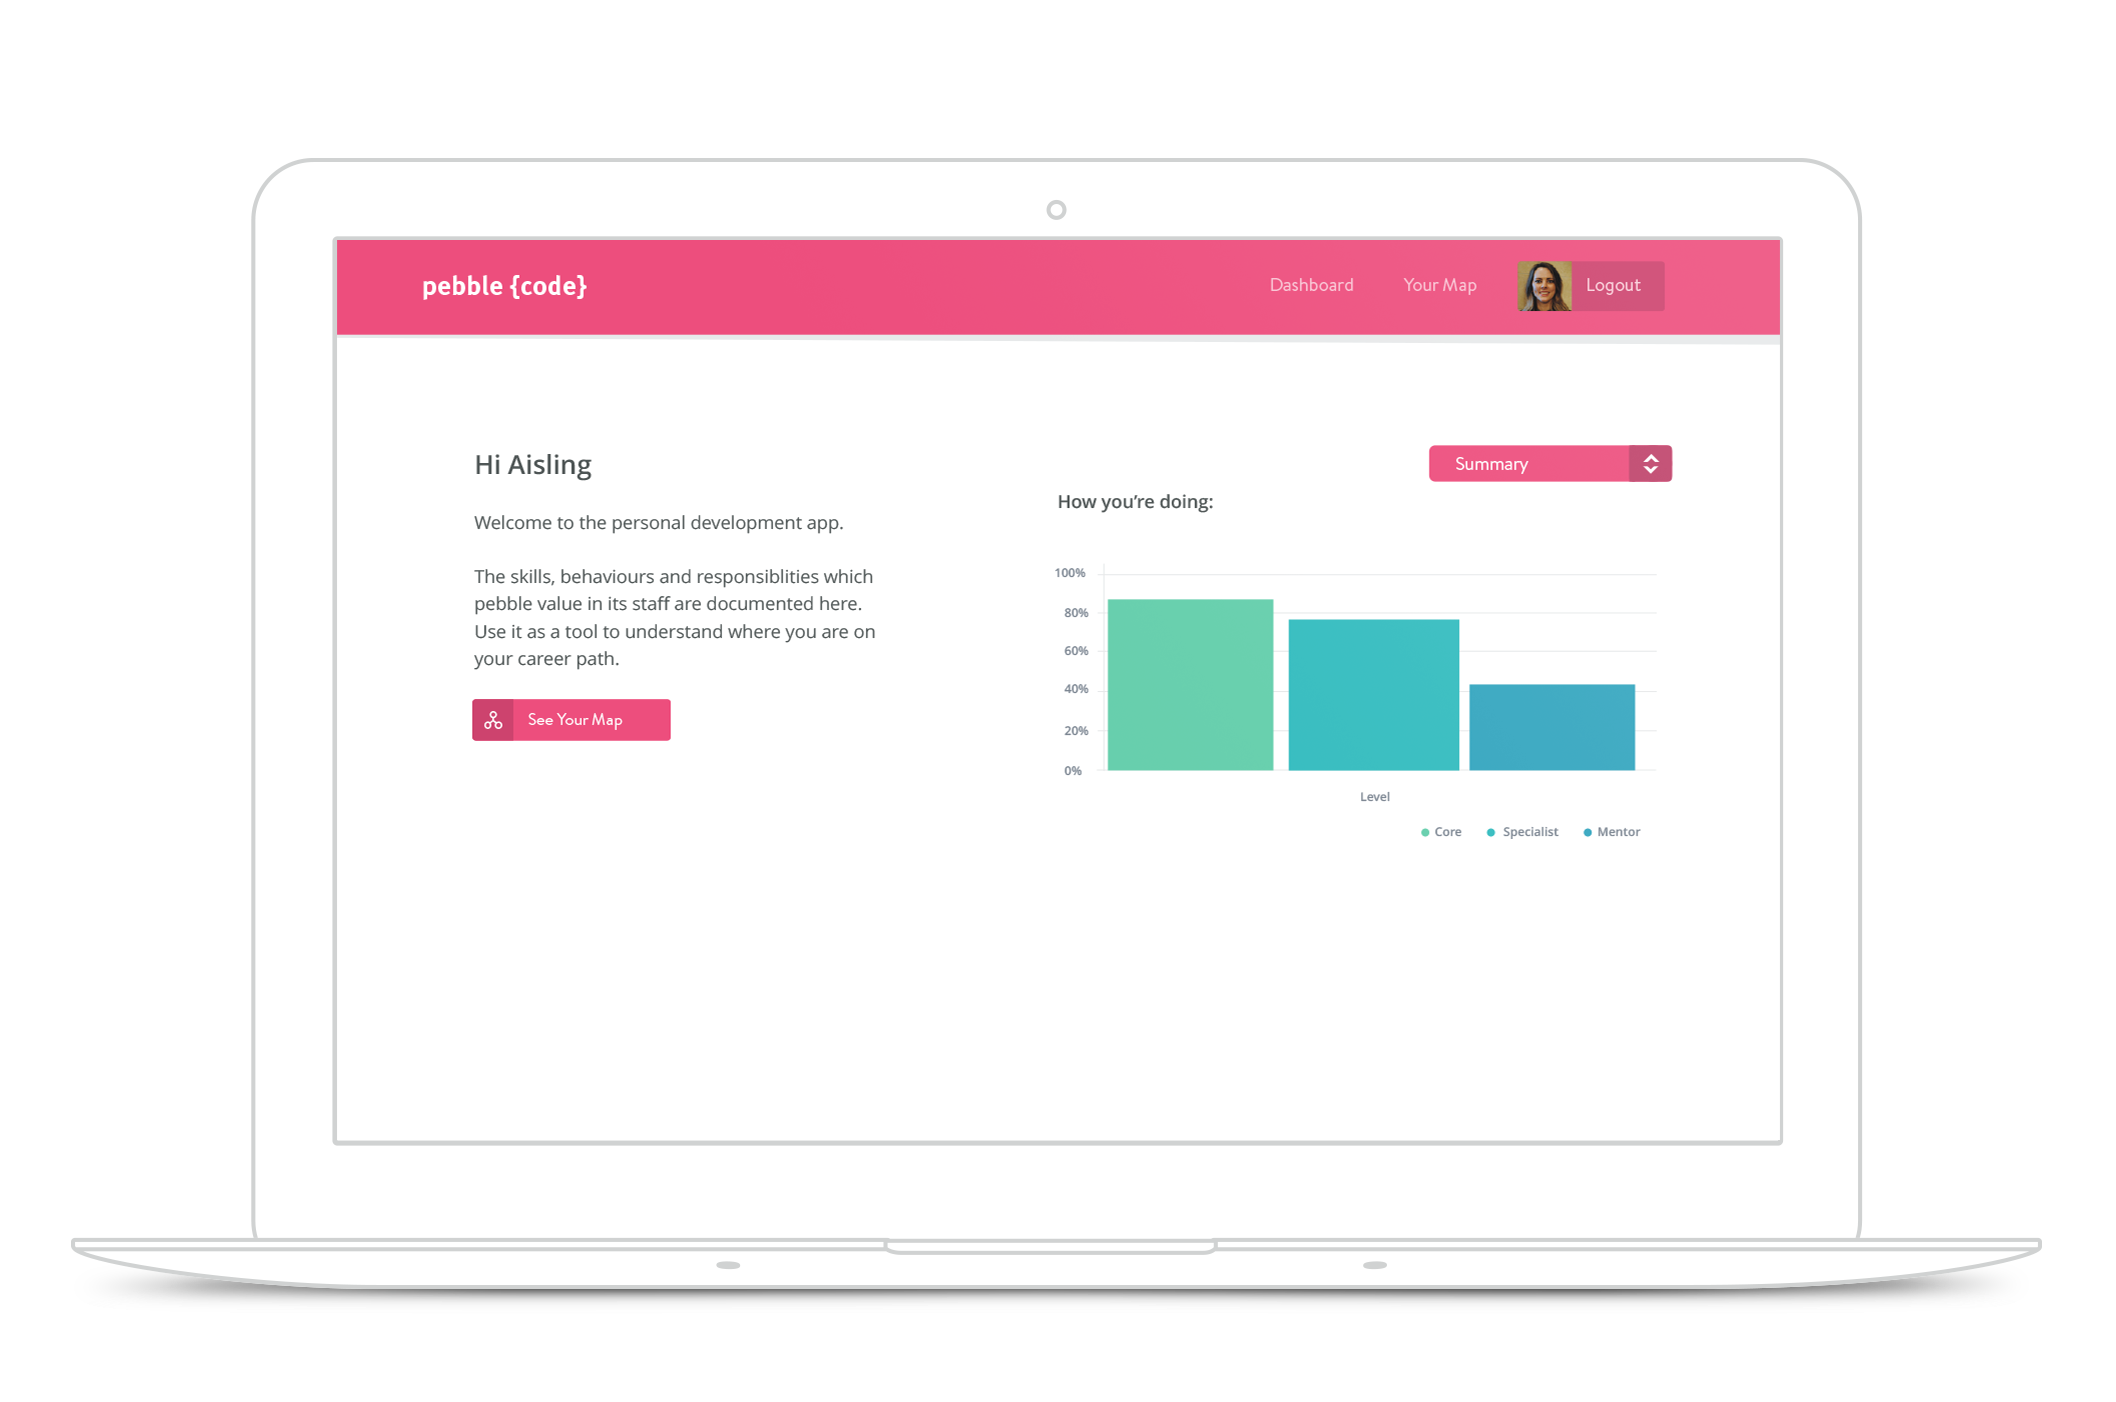 pebble {code}
Dashboard
Your Map
Logout
Hi Aisling
Welcome to the personal development app.
The skills, behaviours and responsiblities which
pebble value in its staff are documented here.
Use it as a tool to understand where you are on
your career path.
See Your Map
Summary
How you’re doing:
100%
80%
60%
40%
20%
0%
Level
Core
Specialist
Mentor